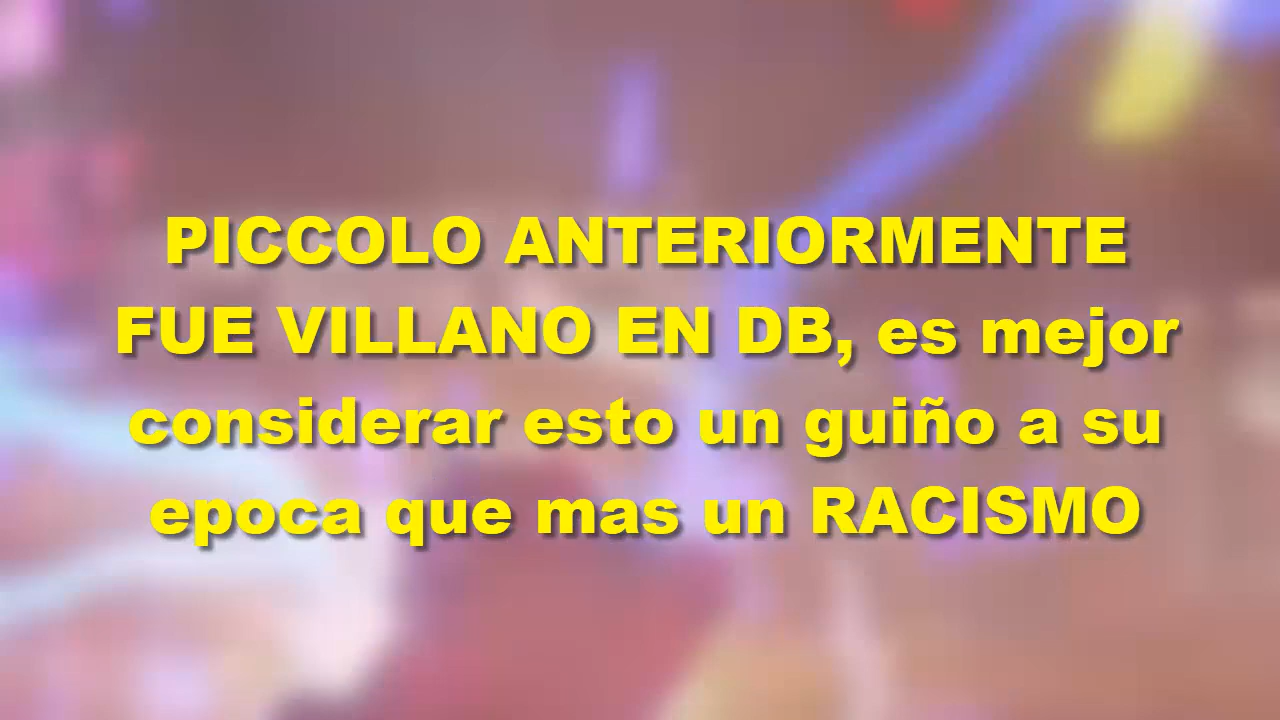 PICCOLO ANTERIORMENTE
FUE VILLANO EN DB, es mejor
considerar esto un guiño a su
epoca que mas un RACISMO